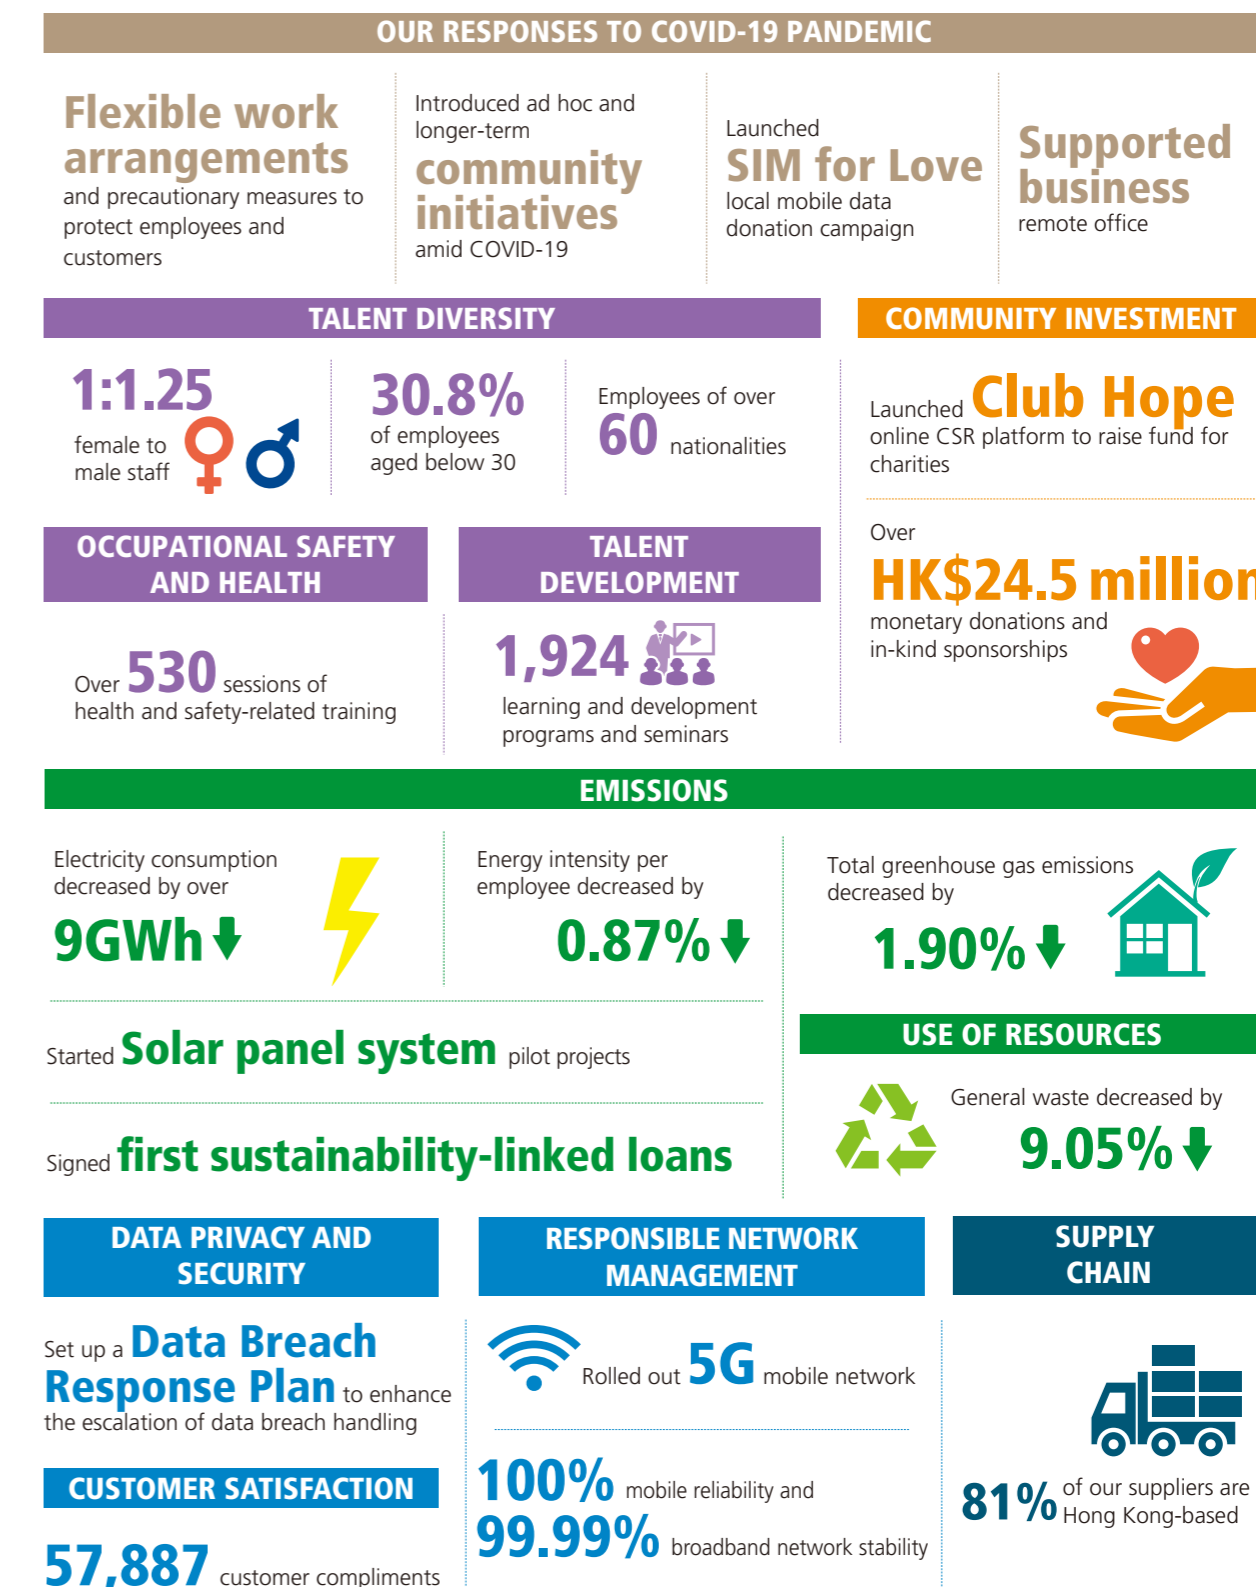 OUR RESPONSES TO COVID-19 PANDEMIC
Flexible work
arrangements
and precautionary measures to
protect employees and
customers
Introduced ad hoc and
longer-term
community
initiatives
amid COVID-19
Launched
SIM for Love
local mobile data
donation campaign
Supported
business
remote office
TALENT DIVERSITY
1:1.25
female to
male staff
30.8%
of employees
aged below 30
Employees of over
60 nationalities
COMMUNITY INVESTMENT
Launched Club Hope
online CSR platform to raise fund for
charities
Over
HK$24.5 million
monetary donations and
in-kind sponsorships
OCCUPATIONAL SAFETY
AND HEALTH
Over 530 sessions of
health and safety-related training
TALENT
DEVELOPMENT
1,924
learning and development
programs and seminars
EMISSIONS
Electricity consumption
decreased by over
9GWh
Energy intensity per
employee decreased by
0.87%
Total greenhouse gas emissions
decreased by
1.90%
Started Solar panel system pilot projects
Signed first sustainability-linked loans
USE OF RESOURCES
General waste decreased by
9.05%
DATA PRIVACY AND
SECURITY
Set up a Data Breach
Response Plan to enhance
the escalation of data breach handling
CUSTOMER SATISFACTION
57,887 customer compliments
RESPONSIBLE NETWORK
MANAGEMENT
Rolled out 5G mobile network
100% mobile reliability and
99.99% broadband network stability
SUPPLY
CHAIN
81% of our suppliers are
Hong Kong-based